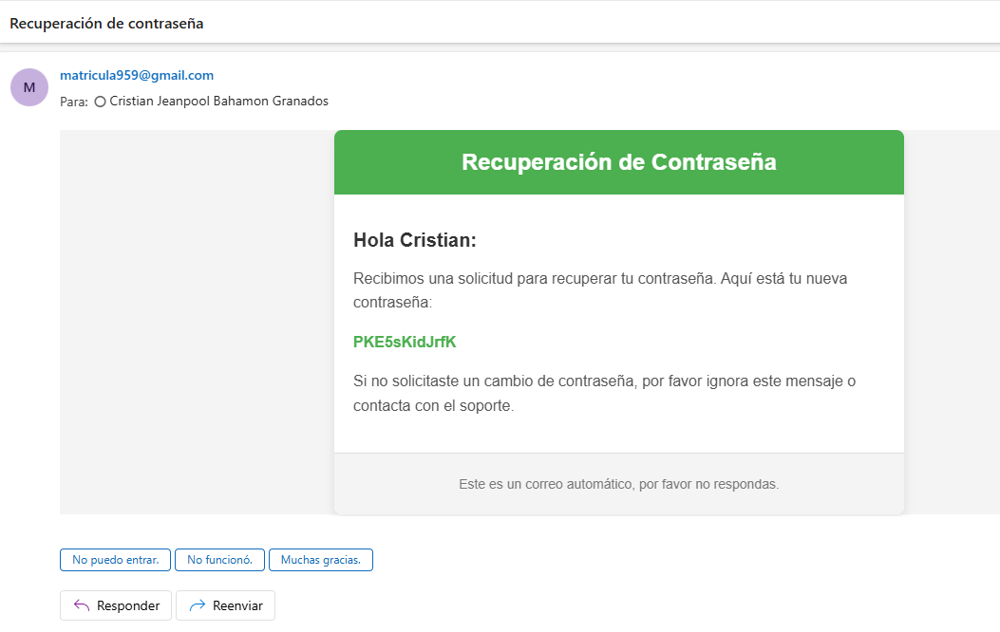 Recuperación de contraseña
M
matricula959@gmail.com
Para: Cristian Jeanpool Bahamon Granados
Recuperación de Contraseña
Hola Cristian:
Recibimos una solicitud para recuperar tu contraseña. Aquí está tu nueva
contraseña:
PKE5sKidJrfK
Si no solicitaste un cambio de contraseña, por favor ignora este mensaje o
contacta con el soporte.
Este es un correo automático, por favor no respondas.
No puedo entrar. No funcionó. Muchas gracias.
Responder Reenviar